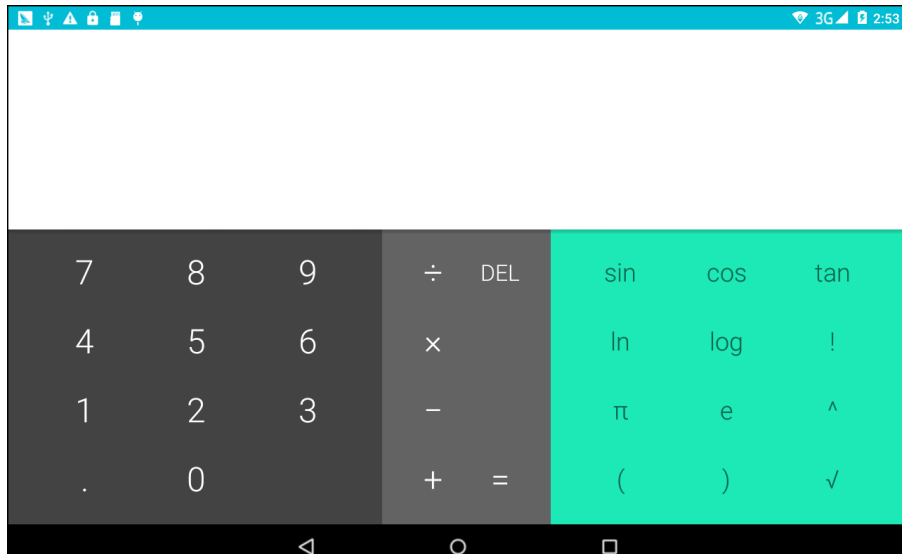 3G 2:53
7 8 9 ÷ DEL sin cos tan
4 5 6 × ln log !
1 2 3 − π e ^
. 0 + = ( ) √